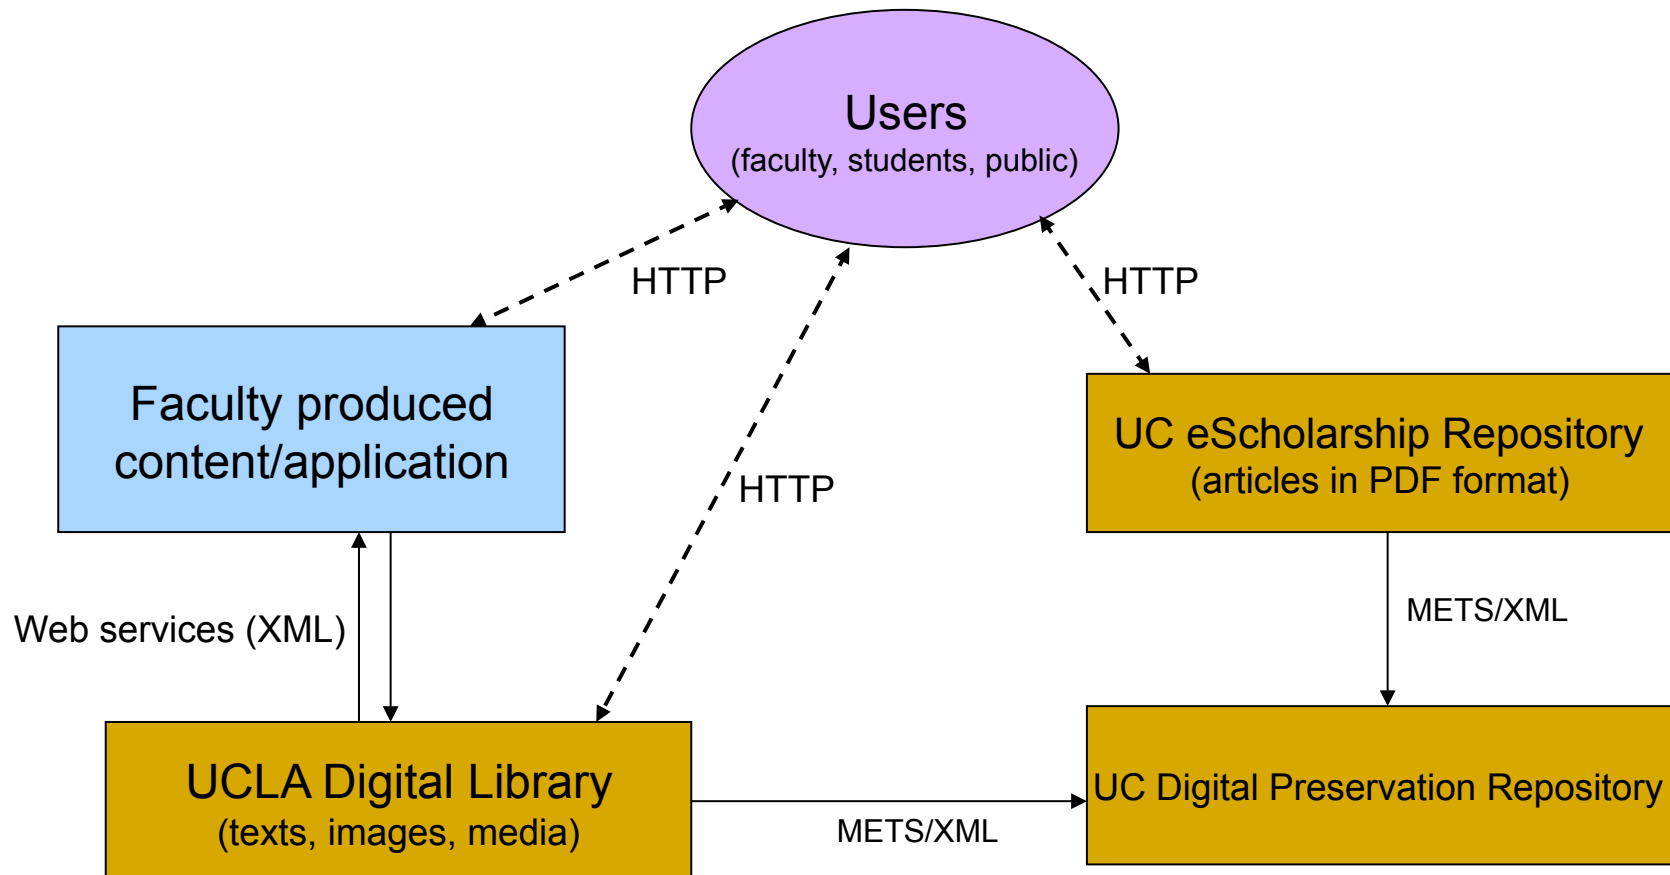 Users
(faculty, students, public)
HTTP
HTTP
Faculty produced
content/application
UC eScholarship Repository
(articles in PDF format)
HTTP
Web services (XML)
METS/XML
UCLA Digital Library
(texts, images, media)
METS/XML
UC Digital Preservation Repository